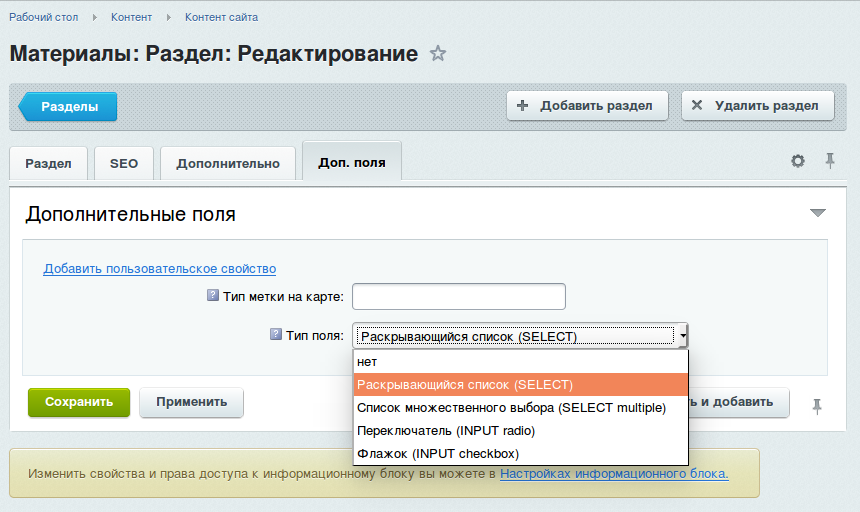 Рабочий стол Контент Контент сайта
Материалы: Раздел: Редактирование
Разделы Добавить раздел Удалить раздел
Раздел SEO Дополнительно Доп. поля
Дополнительные поля
Добавить пользовательское свойство
? Тип метки на карте:
? Тип поля: Раскрывающийся список (SELECT)
нет
Раскрывающийся список (SELECT)
Список множественного выбора (SELECT multiple)
Переключатель (INPUT radio)
Флажок (INPUT checkbox)
Сохранить Применить ь и добавить
Изменить свойства и права доступа к информационному блоку вы можете в Настройках информационного блока.